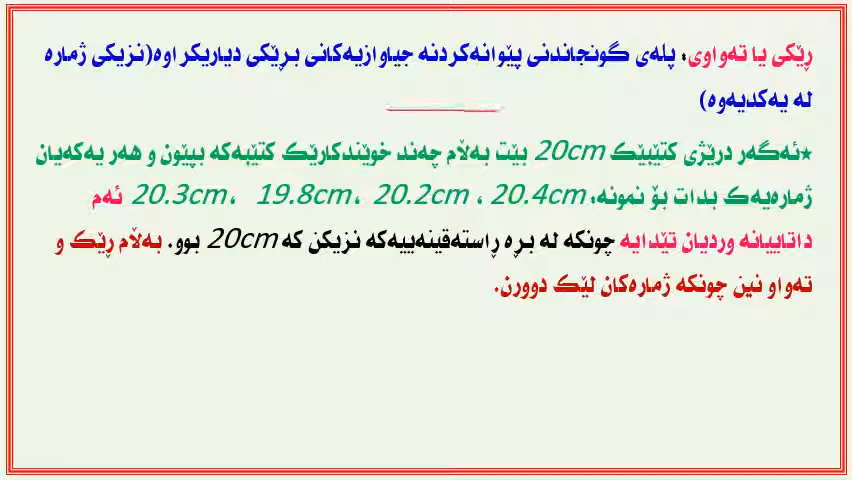 ڕێکی یا تەواوی: پلەی گونجاندنی پێوانەکردنە جیاوازیەکانی بڕێکی دیاریکراوە(نزیکی ژمارە
لە یەکدیەوە)
*ئەگەر درێژی کتێبێک 20cm بێت بەڵام چەند خوێندکارێک کتێبەکە بپێون و هەر یەکەیان
ژمارەیەک بدات بۆ نمونە: 20.4cm ، 20.2cm ، 19.8cm ، 20.3cm ئەم
داتاییانە وردیان تێدایە چونکە لە بڕە ڕاستەقینەییەکە نزیکن کە 20cm بوو. بەڵام ڕێک و
تەواو نین چونکە ژمارەکان لێک دوورن.